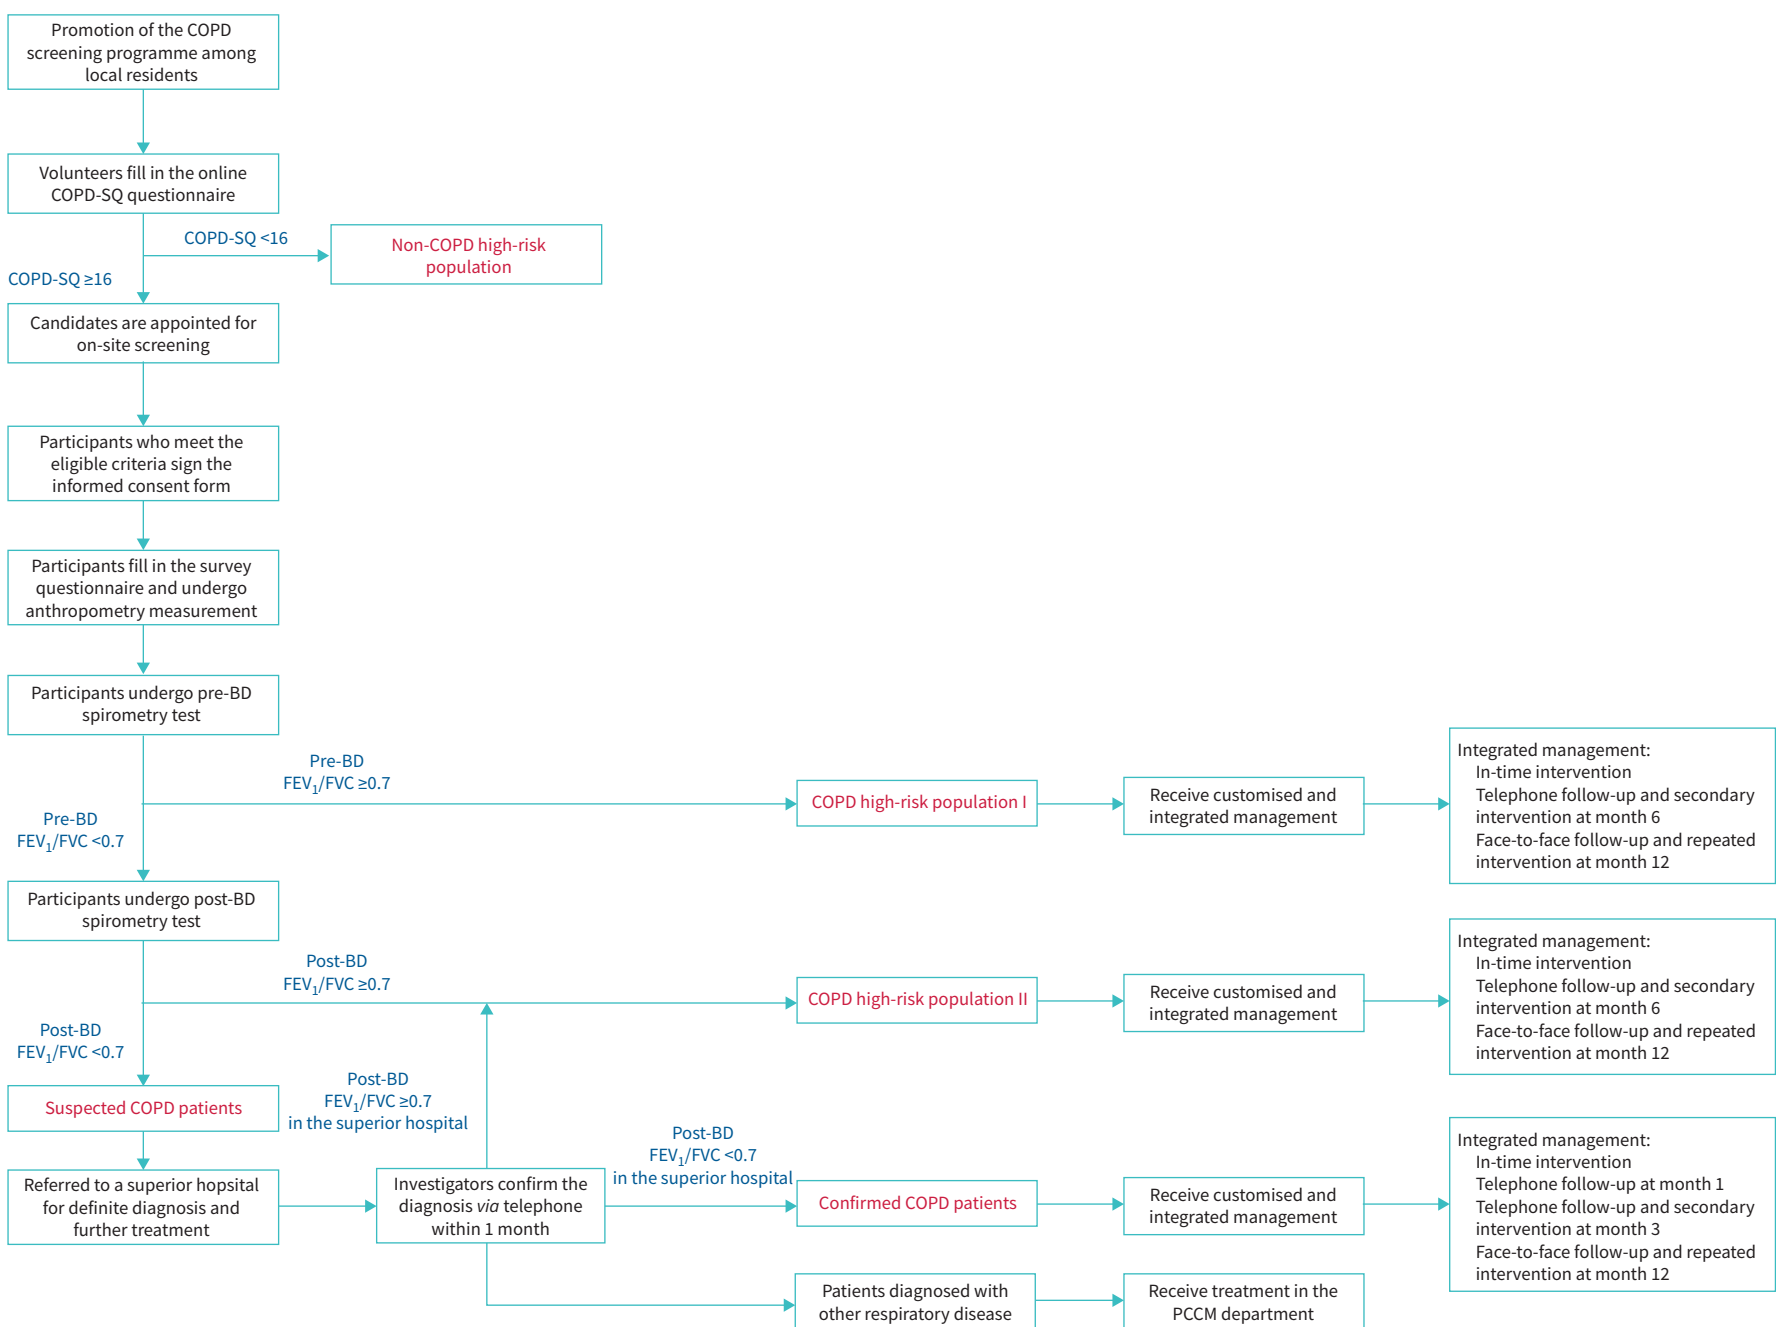 Promotion of the COPD
screening programme among
local residents
Volunteers fill in the online
COPD-SQ questionnaire
COPD-SQ <16
Non-COPD high-risk
population
COPD-SQ ≥16
Candidates are appointed for
on-site screening
Participants who meet the
eligible criteria sign the
informed consent form
Participants fill in the survey
questionnaire and undergo
anthropometry measurement
Participants undergo pre-BD
spirometry test
Pre-BD
FEV₁/FVC ≥0.7
COPD high-risk population I
Receive customised and
integrated management
Integrated management:
In-time intervention
Telephone follow-up and secondary
intervention at month 6
Face-to-face follow-up and repeated
intervention at month 12
Pre-BD
FEV₁/FVC <0.7
Participants undergo post-BD
spirometry test
Post-BD
FEV₁/FVC ≥0.7
COPD high-risk population II
Receive customised and
integrated management
Integrated management:
In-time intervention
Telephone follow-up and secondary
intervention at month 6
Face-to-face follow-up and repeated
intervention at month 12
Post-BD
FEV₁/FVC <0.7
Suspected COPD patients
Post-BD
FEV₁/FVC ≥0.7
in the superior hospital
Referred to a superior hopsital
for definite diagnosis and
further treatment
Investigators confirm the
diagnosis via telephone
within 1 month
Post-BD
FEV₁/FVC <0.7
in the superior hospital
Confirmed COPD patients
Receive customised and
integrated management
Integrated management:
In-time intervention
Telephone follow-up at month 1
Telephone follow-up and secondary
intervention at month 3
Face-to-face follow-up and repeated
intervention at month 12
Patients diagnosed with
other respiratory disease
Receive treatment in the
PCCM department